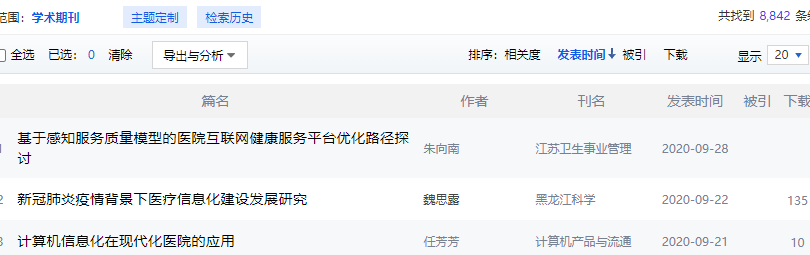 范围：学术期刊 主题定制 检索历史 共找到 8,842 条
全选 已选：0 清除 导出与分析 排序：相关度 发表时间↓ 被引 下载 显示 20
篇名 作者 刊名 发表时间 被引 下载
基于感知服务质量模型的医院互联网健康服务平台优化路径探
讨 朱向南 江苏卫生事业管理 2020-09-28
2 新冠肺炎疫情背景下医疗信息化建设发展研究 魏思露 黑龙江科学 2020-09-22 135
3 计算机信息化在现代化医院的应用 任芳芳 计算机产品与流通 2020-09-21 10